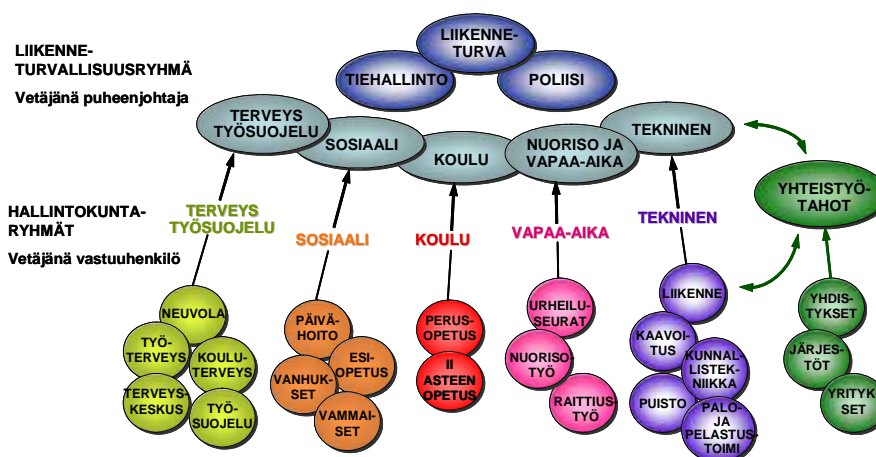 LIIKENNE-
TURVALLISUUSRYHMÄ
Vetäjänä puheenjohtaja
LIIKENNE-
TURVA
TIEHALLINTO
POLIISI
TERVEYS
TYÖSUOJELU
SOSIAALI
KOULU
NUORISO JA
VAPAA-AIKA
TEKNINEN
YHTEISTYÖ-
TAHOT
HALLINTOKUNTA-
RYHMÄT
Vetäjänä vastuuhenkilö
TERVEYS
TYÖSUOJELU
SOSIAALI
KOULU
VAPAA-AIKA
TEKNINEN
NEUVOLA
TYÖ-
TERVEYS
KOULU-
TERVEYS
TERVEYS-
KESKUS
TYÖ-
SUOJELU
PÄIVÄ-
HOITO
ESI-
OPETUS
VANHUK-
SET
VAMMAI-
SET
PERUS-
OPETUS
II
ASTEEN
OPETUS
URHEILU-
SEURAT
NUORISO-
TYÖ
RAITTIUS-
TYÖ
LIIKENNE
KAAVOI-
TUS
KUNNAL-
LISTEK-
NIIKKA
PUISTO
PALO-
JA
PELASTUS-
TOIMI
YHDIS-
TYKSET
JÄRJES-
TÖT
YRITYK-
SET